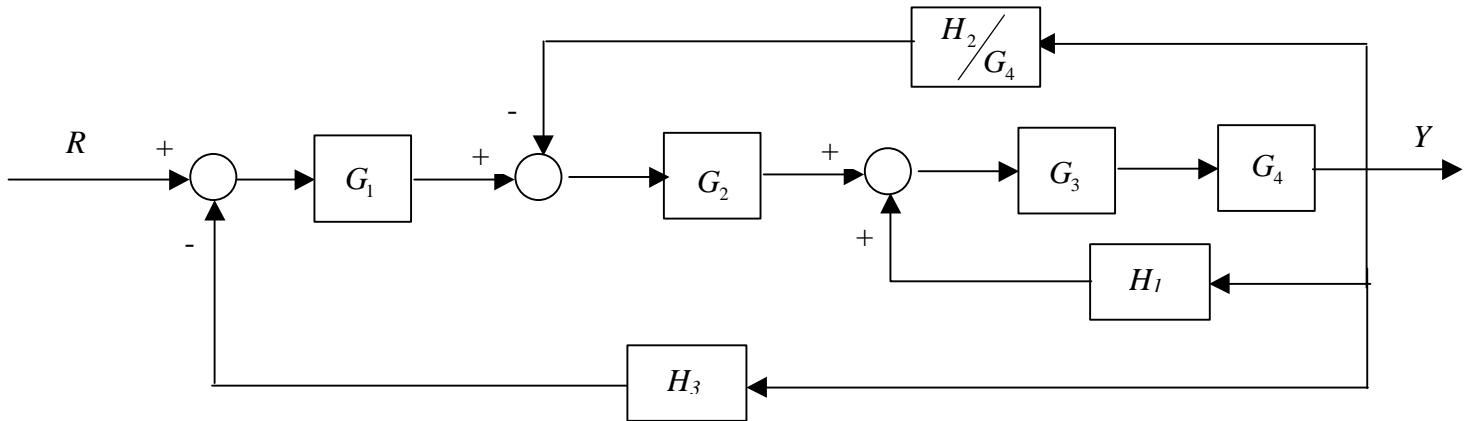 H₂/G₄
-
R
+
G₁
+
G₂
+
G₃
G₄
Y
-
+
H₁
H₃